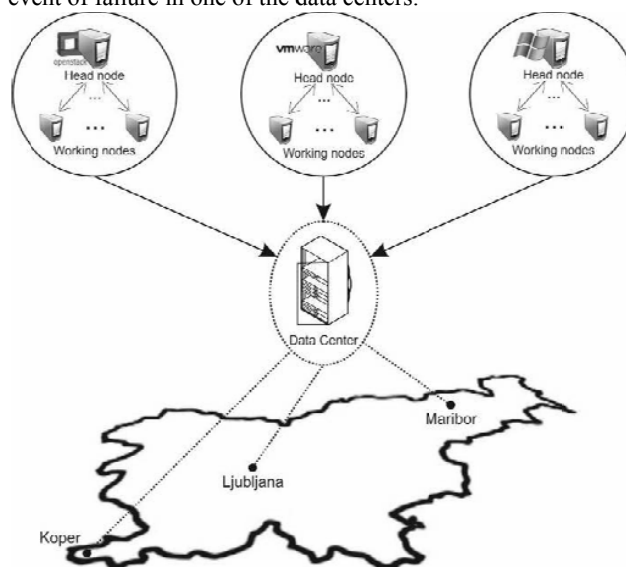 event of failure in one of the data centers.
openstack
Head node
...
...
Working nodes
vmware
Head node
...
...
Working nodes
Head node
...
...
Working nodes
Data Center
Maribor
Ljubljana
Koper